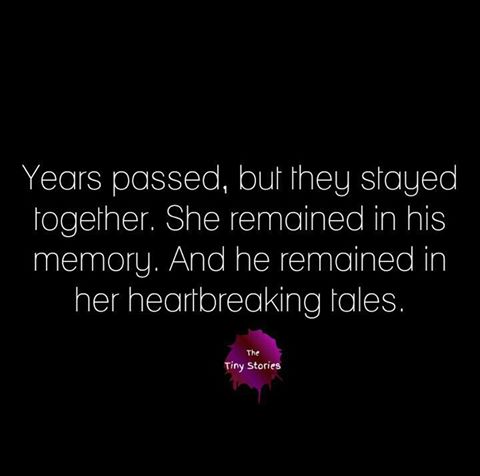 Years passed, but they stayed
together. She remained in his
memory. And he remained in
her heartbreaking tales.
The
Tiny Stories